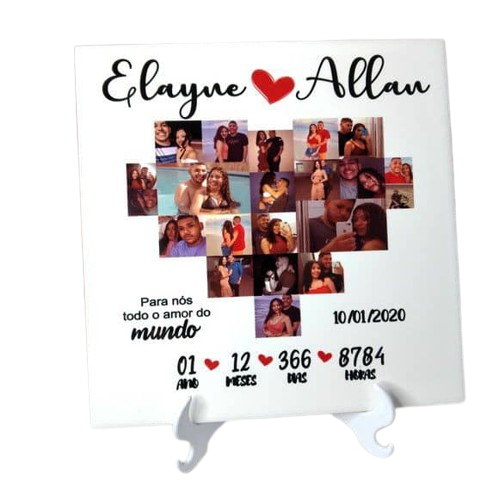 Elayne Allan
Para nós
todo o amor do
mundo
10/01/2020
01 12 366 8784
ANO MESES DIAS HORAS